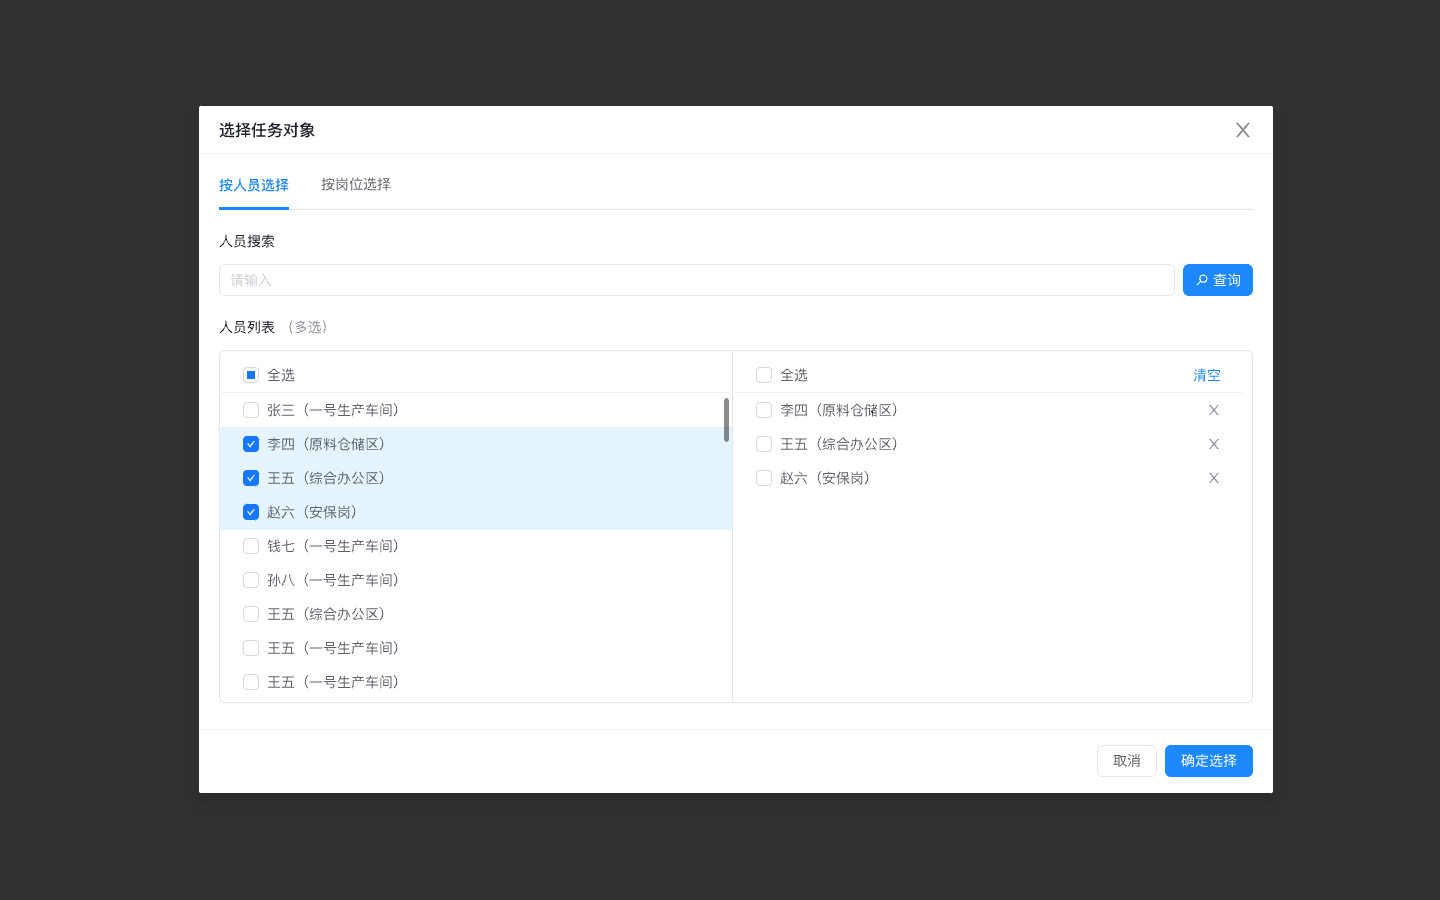 选择任务对象
按人员选择 按岗位选择
人员搜索
请输入 查询
人员列表 （多选）
全选
张三（一号生产车间）
李四（原料仓储区）
王五（综合办公区）
赵六（安保岗）
钱七（一号生产车间）
孙八（一号生产车间）
王五（综合办公区）
王五（一号生产车间）
王五（一号生产车间）
全选 清空
李四（原料仓储区）
王五（综合办公区）
赵六（安保岗）
取消 确定选择